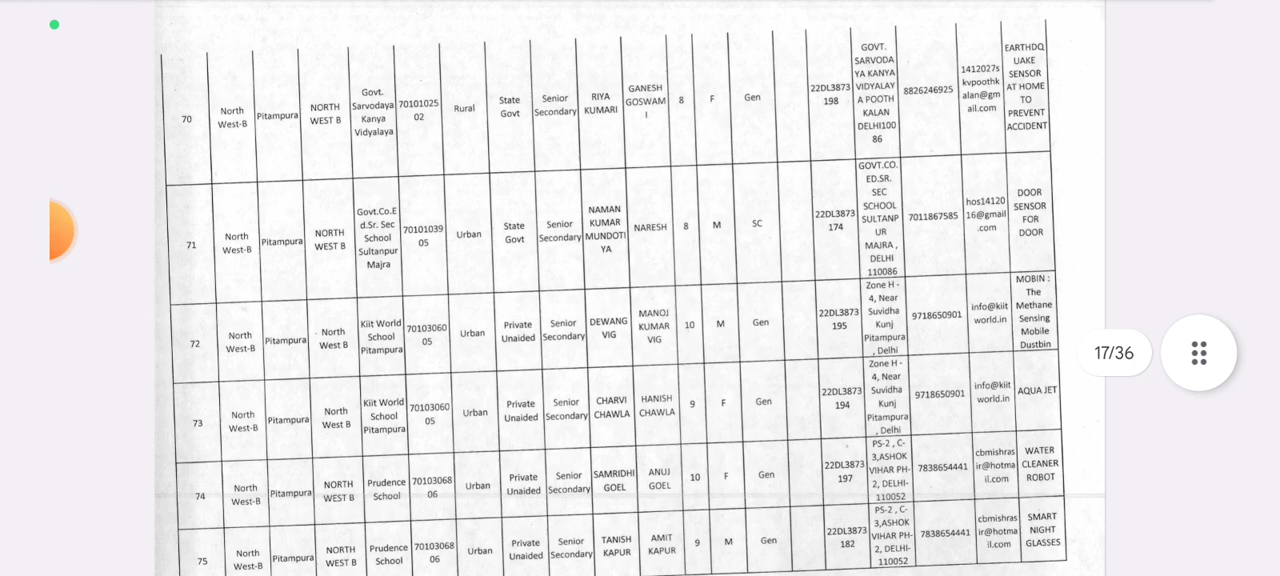 70 North West-B Pitampura NORTH WEST B Govt. Sarvodaya Kanya Vidyalaya 7010102502 Rural State Govt Senior Secondary RIYA KUMARI GANESH GOSWAMI 8 F Gen 22DL3873198 GOVT. SARVODAYA KANYA VIDYALAYA POOTH KALAN DELHI110086 8826246925 1412027skvpoothkalan@gmail.com EARTHDQUAKE SENSOR AT HOME TO PREVENT ACCIDENT
71 North West-B Pitampura NORTH WEST B Govt.Co.Ed.Sr. Sec School Sultanpur Majra 7010103905 Urban State Govt Senior Secondary NAMAN KUMAR MUNDOTIYA NARESH 8 M SC 22DL3873174 GOVT.CO.ED.SR. SEC SCHOOL SULTANPUR MAJRA, DELHI 110086 7011867585 hos1412016@gmail.com DOOR SENSOR FOR DOOR
72 North West-B Pitampura North West B Kiit World School Pitampura 7010306005 Urban Private Unaided Senior Secondary DEWANG VIG MANOJ KUMAR VIG 10 M Gen 22DL3873195 Zone H - 4, Near Suvidha Kunj Pitampura, Delhi 9718650901 info@kiitworld.in MOBIN : The Methane Sensing Mobile Dustbin
73 North West-B Pitampura North West B Kiit World School Pitampura 7010306005 Urban Private Unaided Senior Secondary CHARVI CHAWLA HANISH CHAWLA 9 F Gen 22DL3873194 Zone H - 4, Near Suvidha Kunj Pitampura, Delhi 9718650901 info@kiitworld.in AQUA JET
74 North West-B Pitampura NORTH WEST B Prudence School 7010306806 Urban Private Unaided Senior Secondary SAMRIDHI GOEL ANUJ GOEL 10 F Gen 22DL3873197 PS-2 , C-3,ASHOK VIHAR PH-2, DELHI-110052 7838654441 cbmishrasir@hotmail.com WATER CLEANER ROBOT
75 North West-B Pitampura NORTH WEST B Prudence School 7010306806 Urban Private Unaided Senior Secondary TANISH KAPUR AMIT KAPUR 9 M Gen 22DL3873182 PS-2 , C-3,ASHOK VIHAR PH-2, DELHI-110052 7838654441 cbmishrasir@hotmail.com SMART NIGHT GLASSES
17/36